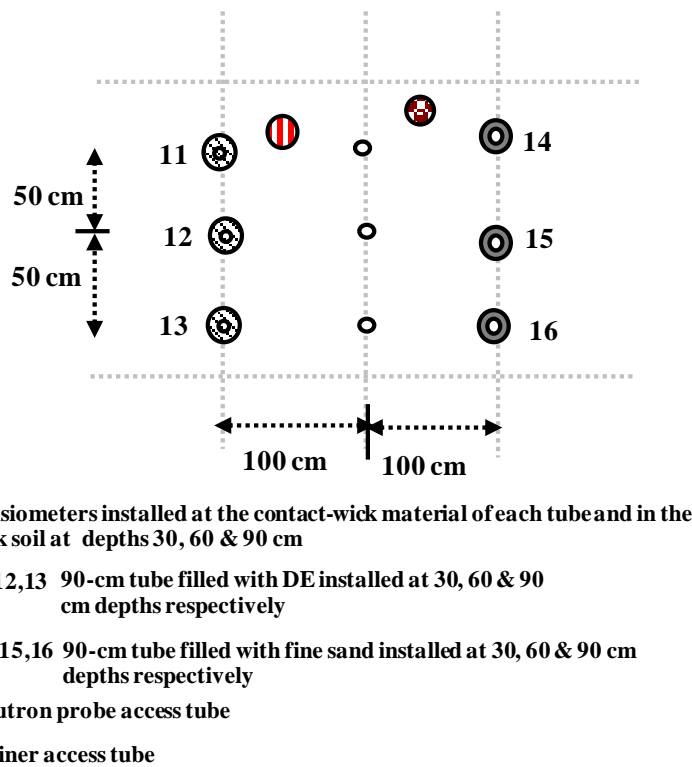 11
14
50 cm
12
15
50 cm
13
16
100 cm
100 cm
siometers installed at the contact-wick material of each tube and in the
k soil at depths 30, 60 & 90 cm
12,13 90-cm tube filled with DE installed at 30, 60 & 90
cm depths respectively
15,16 90-cm tube filled with fine sand installed at 30, 60 & 90 cm
depths respectively
utron probe access tube
iner access tube